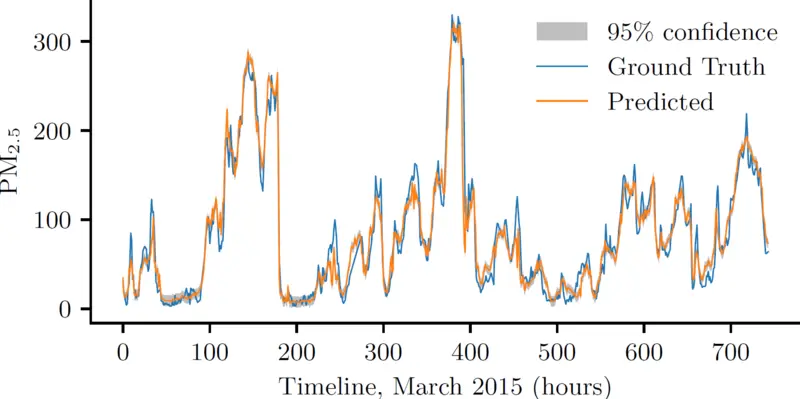 95% confidence
Ground Truth
Predicted
PM2.5
300
200
100
0
0 100 200 300 400 500 600 700
Timeline, March 2015 (hours)